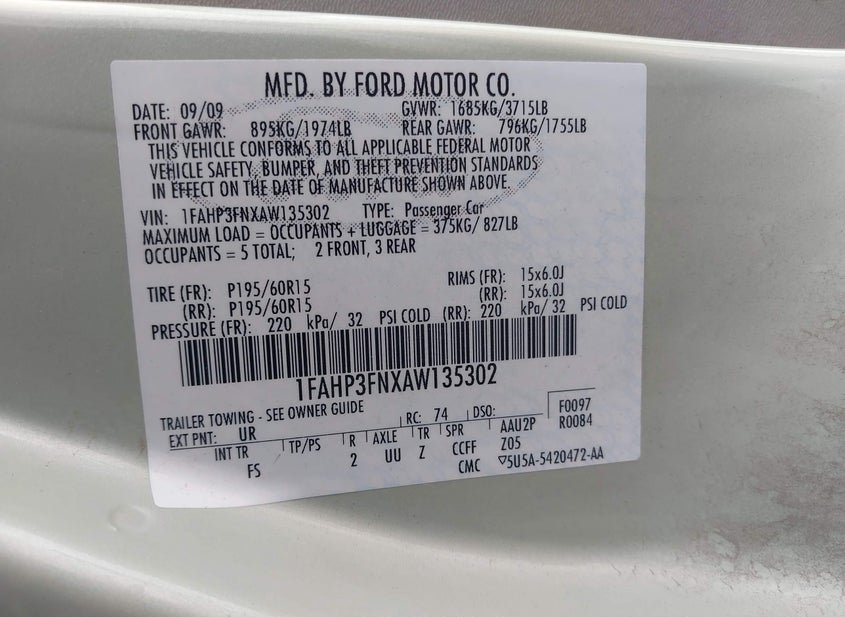 MFD. BY FORD MOTOR CO.
DATE: 09/09 GVWR: 1685KG/3715LB
FRONT GAWR: 895KG/1974LB REAR GAWR: 796KG/1755LB
THIS VEHICLE CONFORMS TO ALL APPLICABLE FEDERAL MOTOR
VEHICLE SAFETY, BUMPER, AND THEFT PREVENTION STANDARDS
IN EFFECT ON THE DATE OF MANUFACTURE SHOWN ABOVE.
VIN: 1FAHP3FNXAW135302 TYPE: Passenger Car
MAXIMUM LOAD = OCCUPANTS + LUGGAGE = 375KG/ 827LB
OCCUPANTS = 5 TOTAL; 2 FRONT, 3 REAR
TIRE (FR): P195/60R15 RIMS (FR): 15x6.0J
(RR): P195/60R15 (RR): 15x6.0J
PRESSURE (FR): 220 kPa/ 32 PSI COLD (RR): 220 kPa/ 32 PSI COLD
1FAHP3FNXAW135302
TRAILER TOWING - SEE OWNER GUIDE
EXT PNT: UR RC: 74 DSO: F0097
R0084
INT TR TP/PS R AXLE TR SPR AAU2P
FS 2 UU Z CCFF Z05
CMC ▽5U5A-5420472-AA